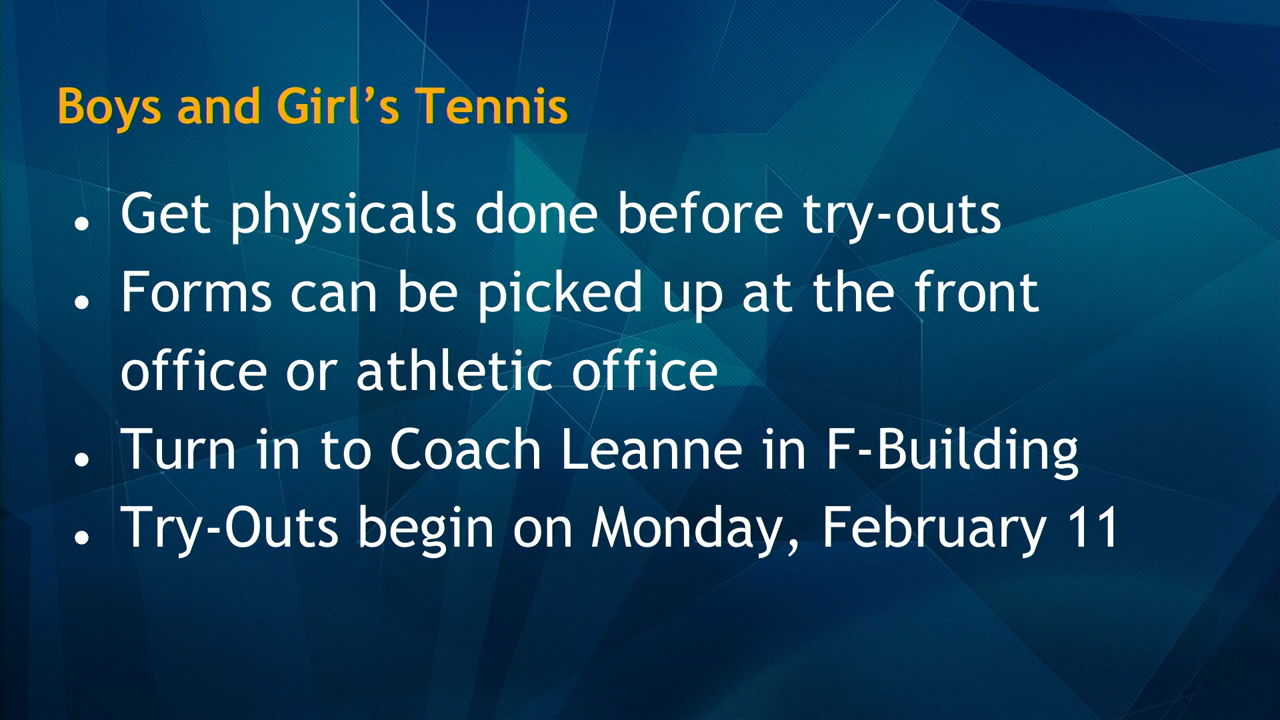 Boys and Girl’s Tennis
• Get physicals done before try-outs
• Forms can be picked up at the front
office or athletic office
• Turn in to Coach Leanne in F-Building
• Try-Outs begin on Monday, February 11